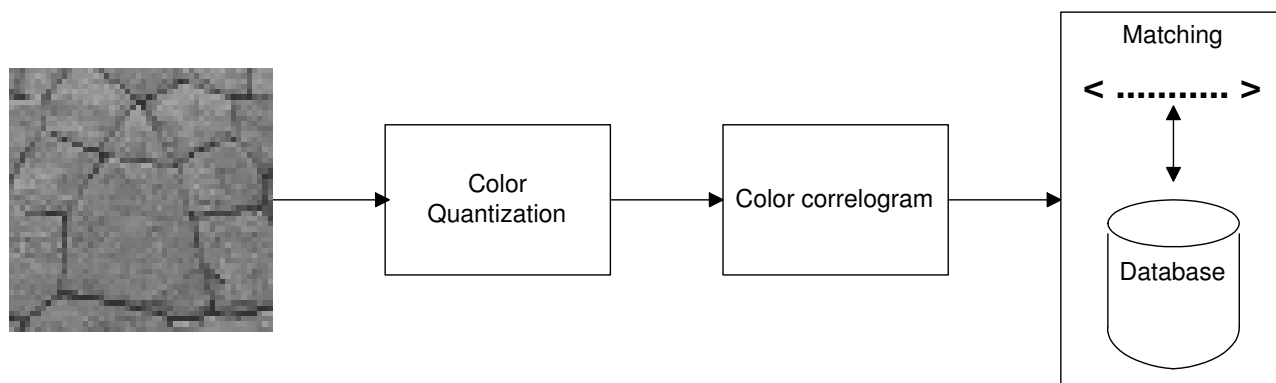 Matching
< ........... >
Color
Quantization
Color correlogram
Database